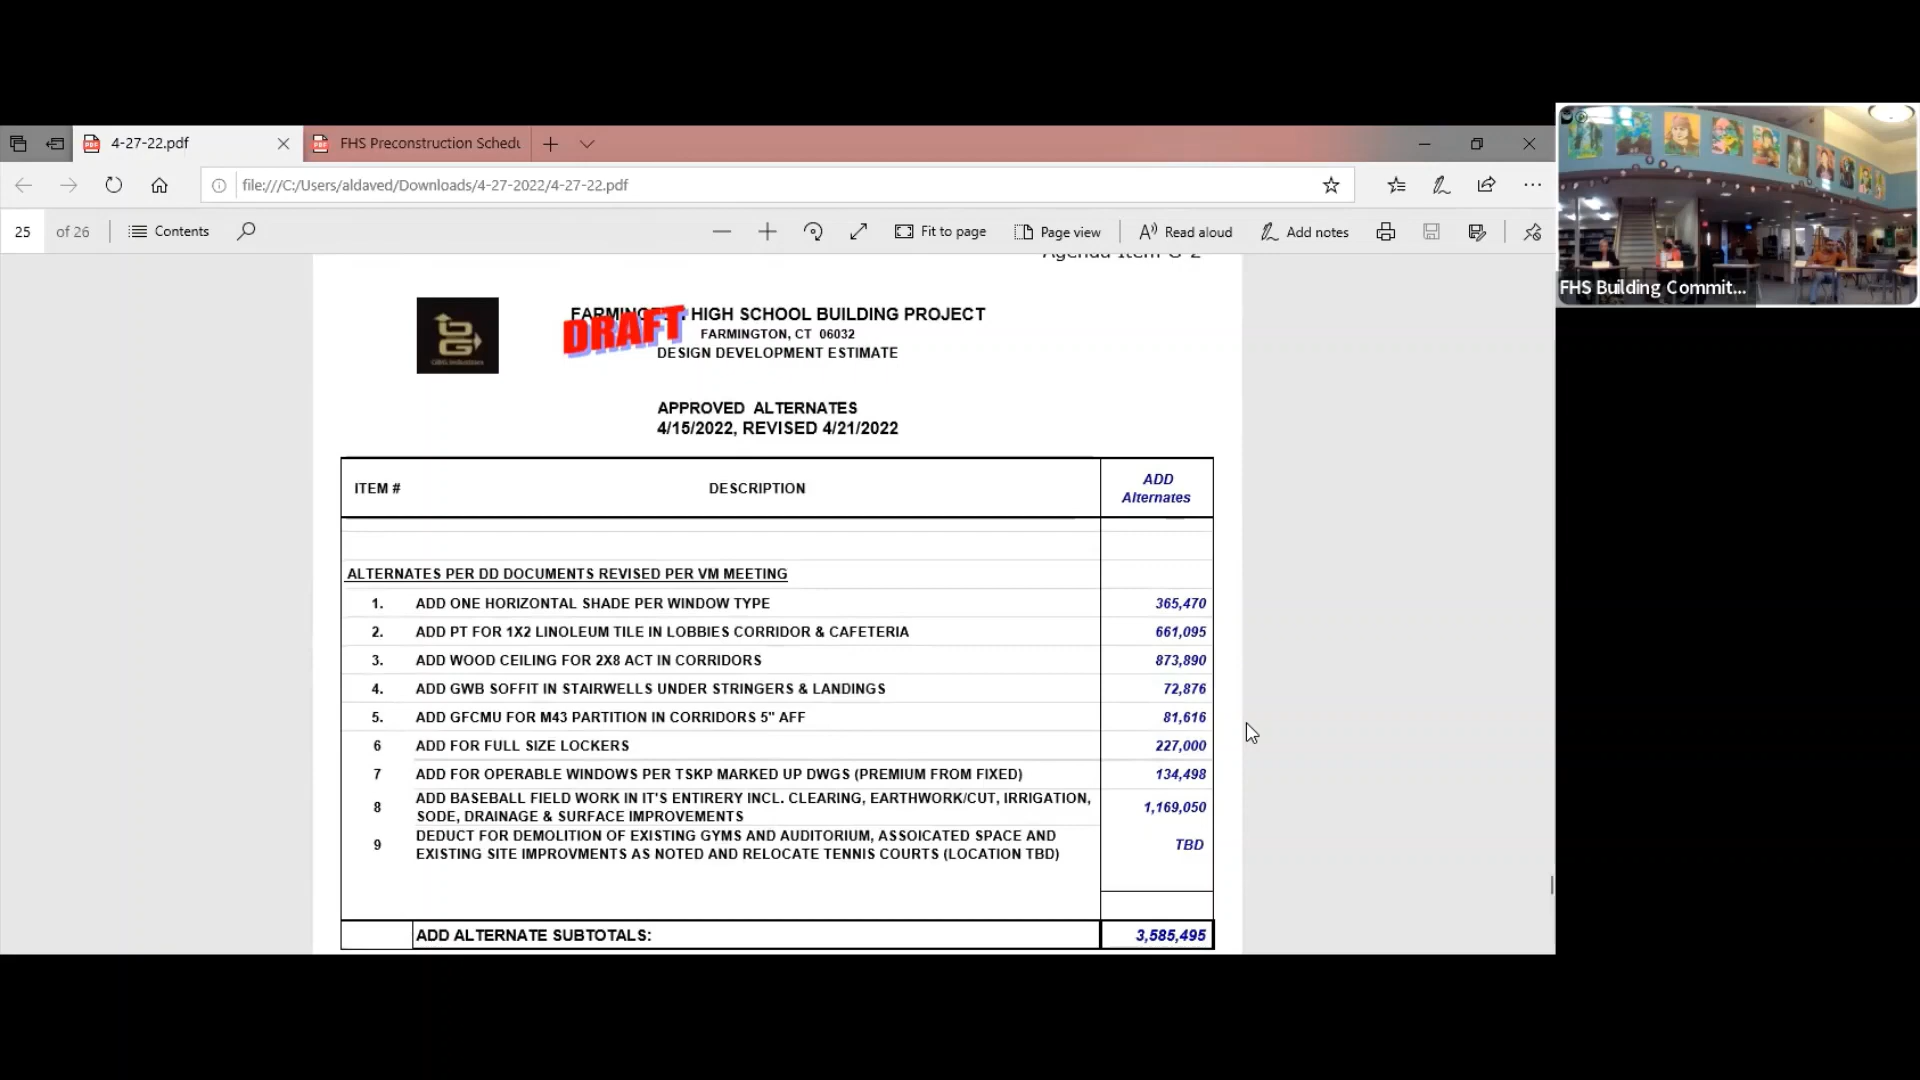 4-27-22.pdf
FHS Preconstruction Schedu
file:///C:/Users/aldaved/Downloads/4-27-2022/4-27-22.pdf
25 of 26 Contents Fit to page Page view Read aloud Add notes
Agenda Item G-2
FARMINGTON HIGH SCHOOL BUILDING PROJECT
DRAFT
FARMINGTON, CT 06032
DESIGN DEVELOPMENT ESTIMATE
APPROVED ALTERNATES
4/15/2022, REVISED 4/21/2022
ITEM # DESCRIPTION ADD Alternates
ALTERNATES PER DD DOCUMENTS REVISED PER VM MEETING
1. ADD ONE HORIZONTAL SHADE PER WINDOW TYPE 365,470
2. ADD PT FOR 1X2 LINOLEUM TILE IN LOBBIES CORRIDOR & CAFETERIA 661,095
3. ADD WOOD CEILING FOR 2X8 ACT IN CORRIDORS 873,890
4. ADD GWB SOFFIT IN STAIRWELLS UNDER STRINGERS & LANDINGS 72,876
5. ADD GFCMU FOR M43 PARTITION IN CORRIDORS 5" AFF 81,616
6 ADD FOR FULL SIZE LOCKERS 227,000
7 ADD FOR OPERABLE WINDOWS PER TSKP MARKED UP DWGS (PREMIUM FROM FIXED) 134,498
8 ADD BASEBALL FIELD WORK IN IT'S ENTIRERY INCL. CLEARING, EARTHWORK/CUT, IRRIGATION, 1,169,050
SODE, DRAINAGE & SURFACE IMPROVEMENTS
9 DEDUCT FOR DEMOLITION OF EXISTING GYMS AND AUDITORIUM, ASSOICATED SPACE AND TBD
EXISTING SITE IMPROVMENTS AS NOTED AND RELOCATE TENNIS COURTS (LOCATION TBD)
ADD ALTERNATE SUBTOTALS: 3,585,495
FHS Building Commit...